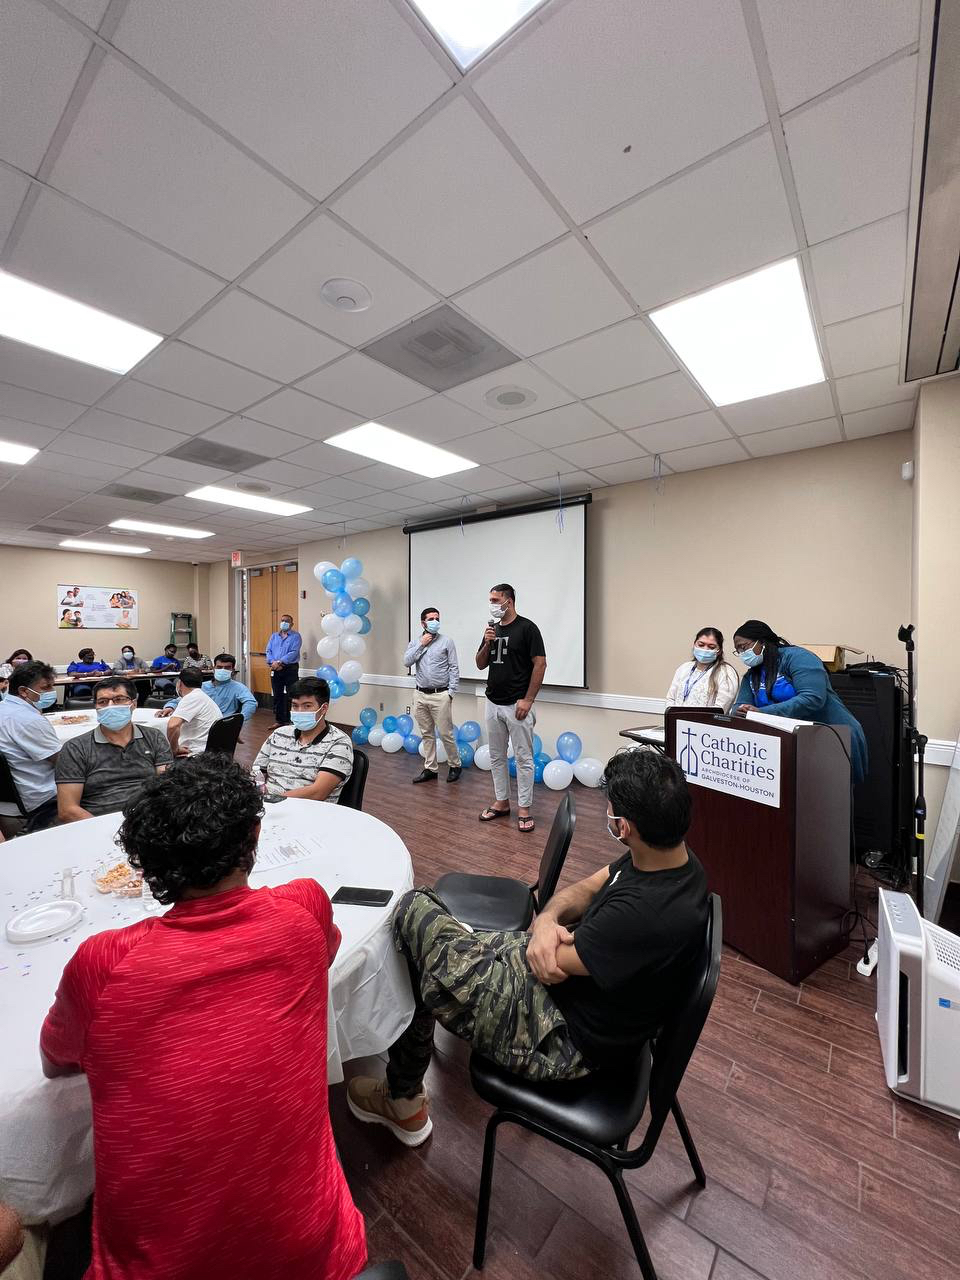 T
Catholic
Charities
ARCHDIOCESE OF
GALVESTON-HOUSTON